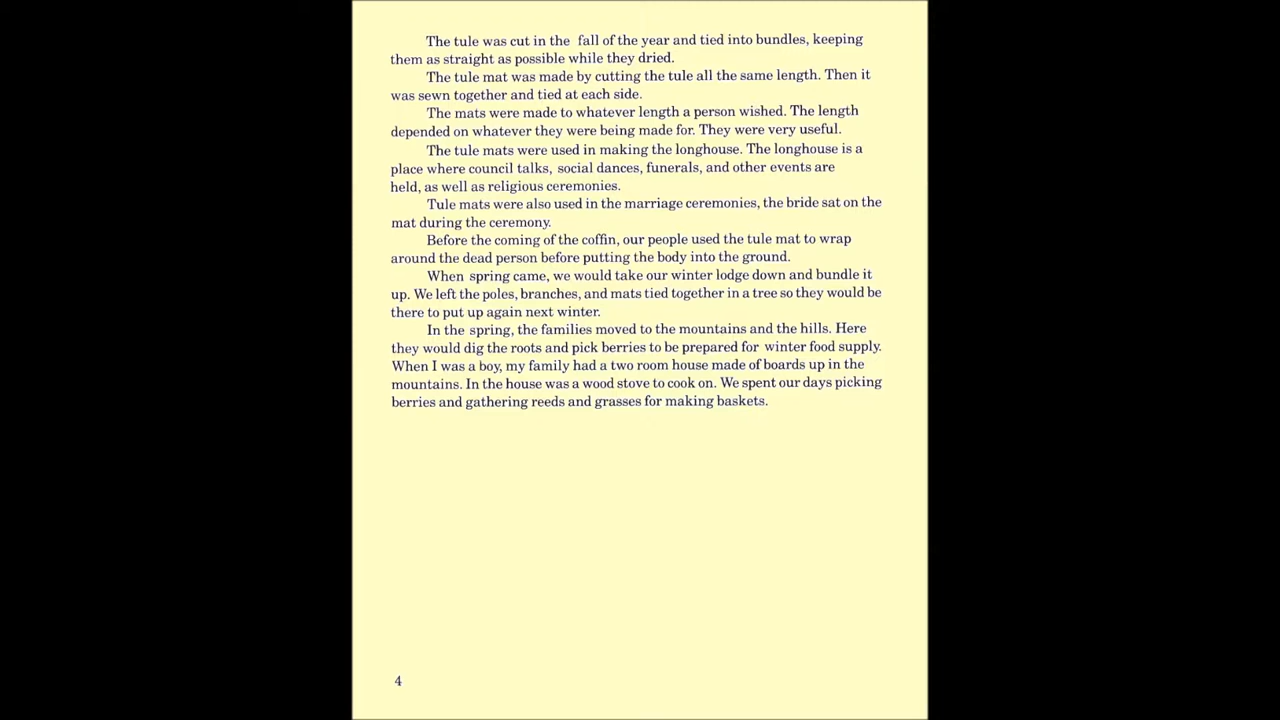 The tule was cut in the fall of the year and tied into bundles, keeping
them as straight as possible while they dried.
The tule mat was made by cutting the tule all the same length. Then it
was sewn together and tied at each side.
The mats were made to whatever length a person wished. The length
depended on whatever they were being made for. They were very useful.
The tule mats were used in making the longhouse. The longhouse is a
place where council talks, social dances, funerals, and other events are
held, as well as religious ceremonies.
Tule mats were also used in the marriage ceremonies, the bride sat on the
mat during the ceremony.
Before the coming of the coffin, our people used the tule mat to wrap
around the dead person before putting the body into the ground.
When spring came, we would take our winter lodge down and bundle it
up. We left the poles, branches, and mats tied together in a tree so they would be
there to put up again next winter.
In the spring, the families moved to the mountains and the hills. Here
they would dig the roots and pick berries to be prepared for winter food supply.
When I was a boy, my family had a two room house made of boards up in the
mountains. In the house was a wood stove to cook on. We spent our days picking
berries and gathering reeds and grasses for making baskets.
4